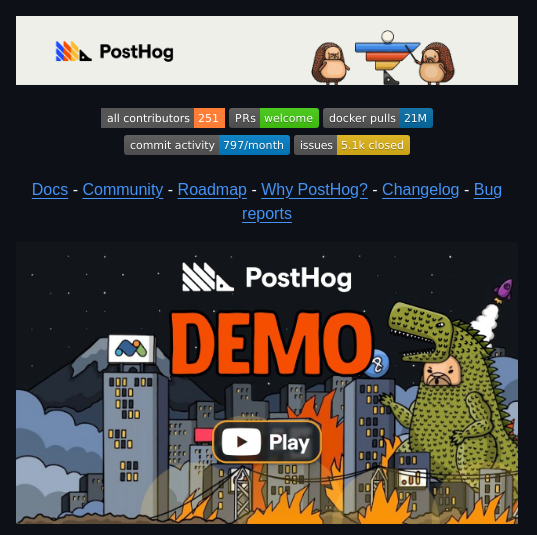 PostHog
all contributors 251 PRs welcome docker pulls 21M
commit activity 797/month issues 5.1k closed
Docs - Community - Roadmap - Why PostHog? - Changelog - Bug
reports
PostHog
DEMO
Play